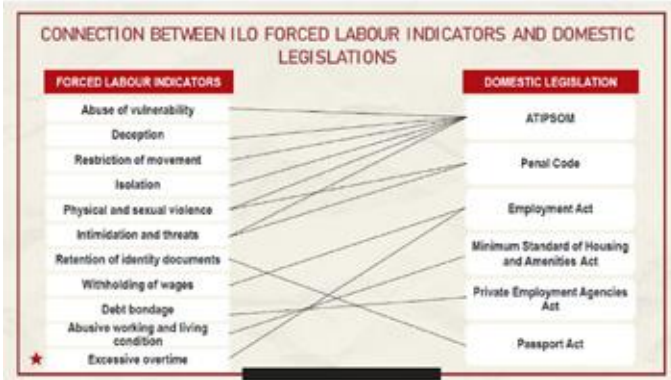 CONNECTION BETWEEN ILO FORCED LABOUR INDICATORS AND DOMESTIC
LEGISLATIONS
FORCED LABOUR INDICATORS
Abuse of vulnerability
Deception
Restriction of movement
Isolation
Physical and sexual violence
Intimidation and threats
Retention of identity documents
Withholding of wages
Debt bondage
Abusive working and living
condition
Excessive overtime
DOMESTIC LEGISLATION
ATIPSOM
Penal Code
Employment Act
Minimum Standard of Housing
and Amenities Act
Private Employment Agencies
Act
Passport Act